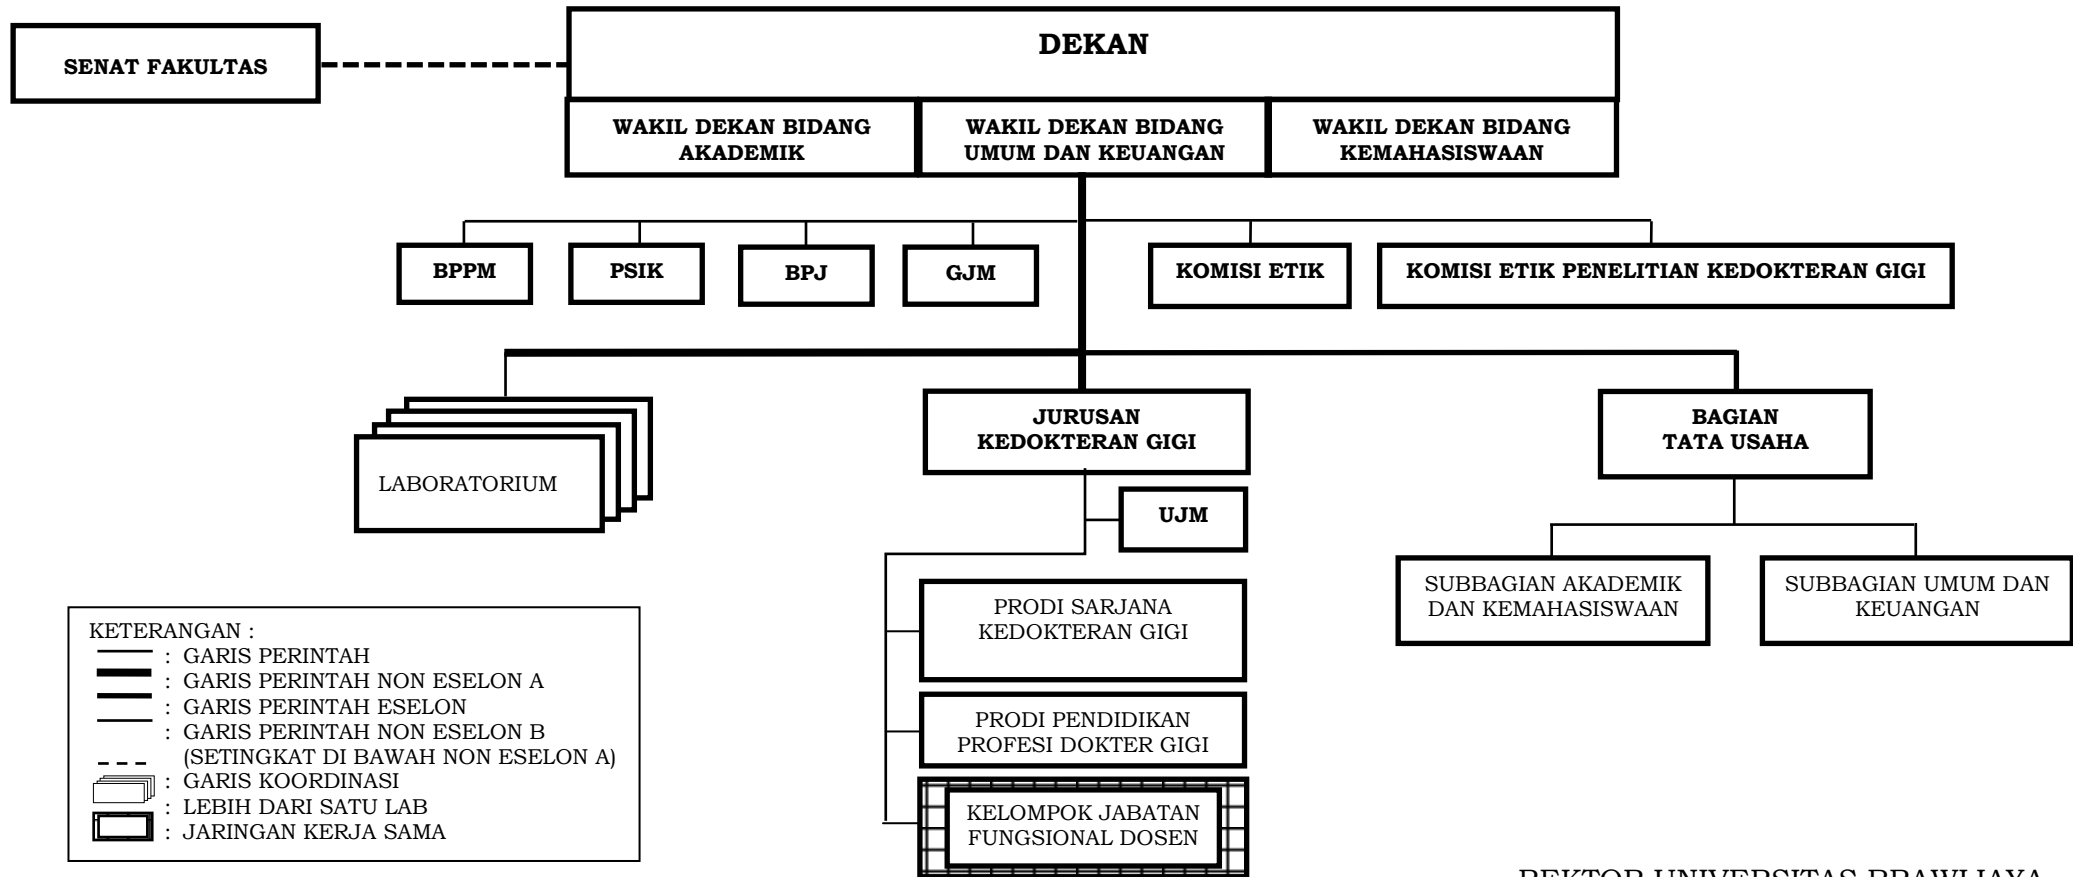 SENAT FAKULTAS
DEKAN
WAKIL DEKAN BIDANG
AKADEMIK
WAKIL DEKAN BIDANG
UMUM DAN KEUANGAN
WAKIL DEKAN BIDANG
KEMAHASISWAAN
BPPM
PSIK
BPJ
GJM
KOMISI ETIK
KOMISI ETIK PENELITIAN KEDOKTERAN GIGI
LABORATORIUM
JURUSAN
KEDOKTERAN GIGI
BAGIAN
TATA USAHA
UJM
SUBBAGIAN AKADEMIK
DAN KEMAHASISWAAN
SUBBAGIAN UMUM DAN
KEUANGAN
PRODI SARJANA
KEDOKTERAN GIGI
PRODI PENDIDIKAN
PROFESI DOKTER GIGI
KELOMPOK JABATAN
FUNGSIONAL DOSEN
KETERANGAN :
: GARIS PERINTAH
: GARIS PERINTAH NON ESELON A
: GARIS PERINTAH ESELON
: GARIS PERINTAH NON ESELON B
(SETINGKAT DI BAWAH NON ESELON A)
: GARIS KOORDINASI
: LEBIH DARI SATU LAB
: JARINGAN KERJA SAMA
REKTOR UNIVERSITAS BRAWIJAYA